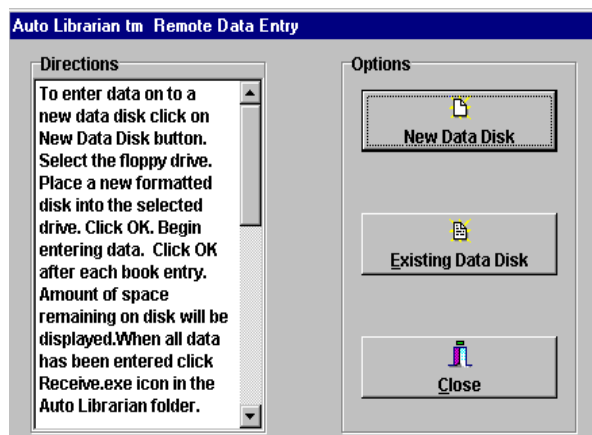 Auto Librarian tm Remote Data Entry
Directions
To enter data on to a
new data disk click on
New Data Disk button.
Select the floppy drive.
Place a new formatted
disk into the selected
drive. Click OK. Begin
entering data. Click OK
after each book entry.
Amount of space
remaining on disk will be
displayed.When all data
has been entered click
Receive.exe icon in the
Auto Librarian folder.
Options
New Data Disk
Existing Data Disk
Close